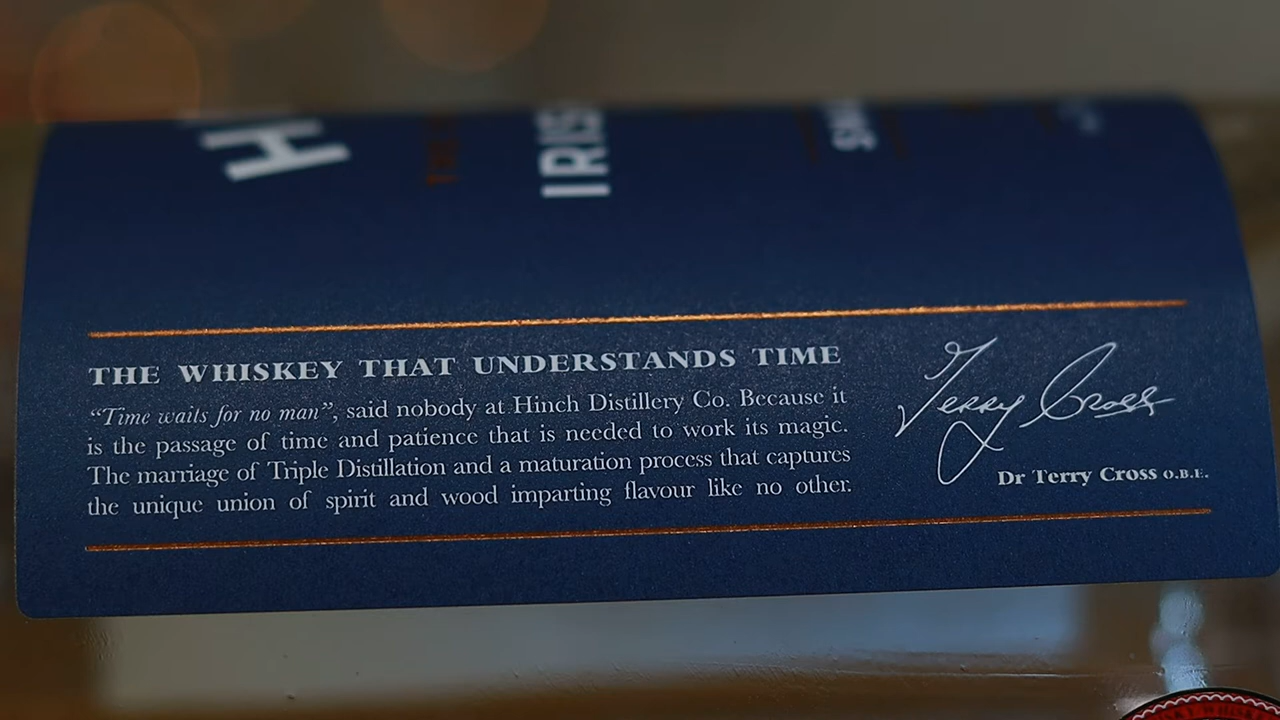 H
THE
IRIS
THE WHISKEY THAT UNDERSTANDS TIME
“Time waits for no man”, said nobody at Hinch Distillery Co. Because it
is the passage of time and patience that is needed to work its magic.
The marriage of Triple Distillation and a maturation process that captures
the unique union of spirit and wood imparting flavour like no other.
Terry Cross
Dr Terry Cross O.B.E.